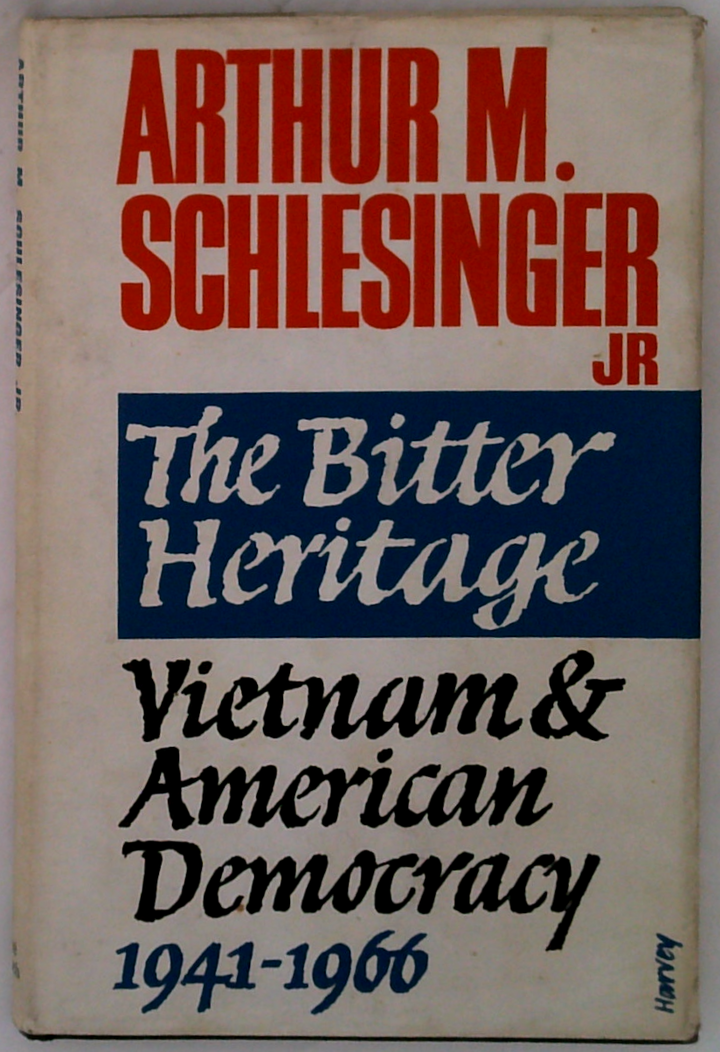 ARTHUR M.
SCHLESINGER
JR
The Bitter
Heritage
Vietnam &
American
Democracy
1941-1966
Harvey
ARTHUR M. SCHLESINGER JR